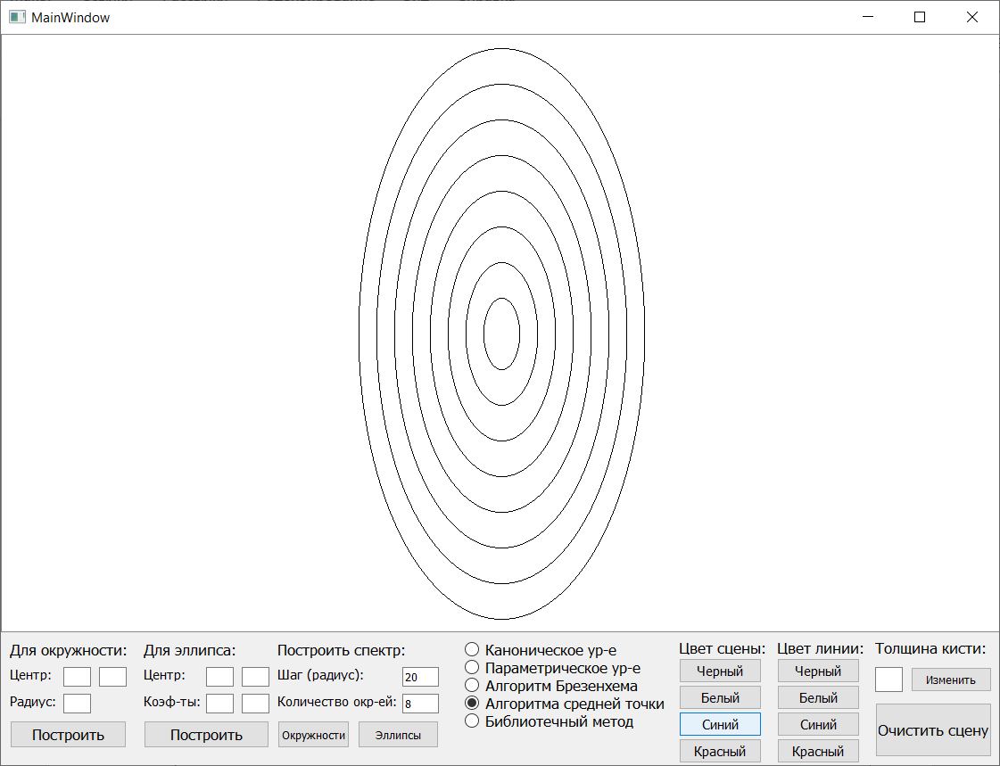 MainWindow
Для окружности:
Центр:
Радиус:
Построить
Для эллипса:
Центр:
Коэф-ты:
Построить
Построить спектр:
Шаг (радиус): 20
Количество окр-ей: 8
Окружности Эллипсы
Каноническое ур-е
Параметрическое ур-е
Алгоритм Брезенхема
Алгоритма средней точки
Библиотечный метод
Цвет сцены:
Черный
Белый
Синий
Красный
Цвет линии:
Черный
Белый
Синий
Красный
Толщина кисти:
Изменить
Очистить сцену